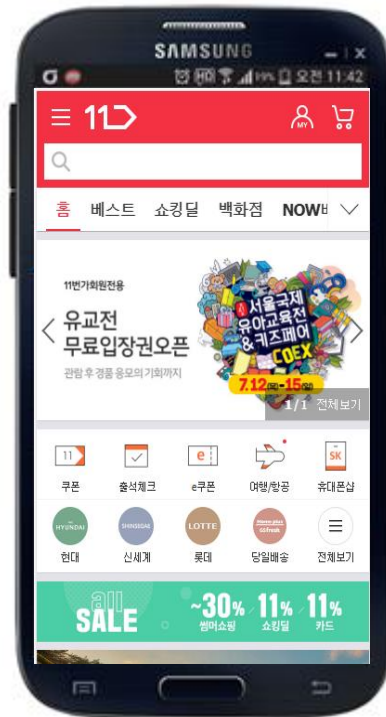 SAMSUNG
오전 11:42
11
MY
홈 베스트 쇼킹딜 백화점 NOW
11번가회원전용
유교전
무료입장권오픈
관람 후 경품 응모의 기회까지
서울국제
유아교육전
&키즈페어
COEX
7.12(목)-15(일)
1/1 전체보기
11 e SK
쿠폰 출석체크 e쿠폰 여행/항공 휴대폰샵
HYUNDAI SHINSEGAE LOTTE Home plus
GS fresh
현대 신세계 롯데 당일배송 전체보기
all
SALE
~30% 11% 11%
썸머쇼핑 쇼킹딜 카드